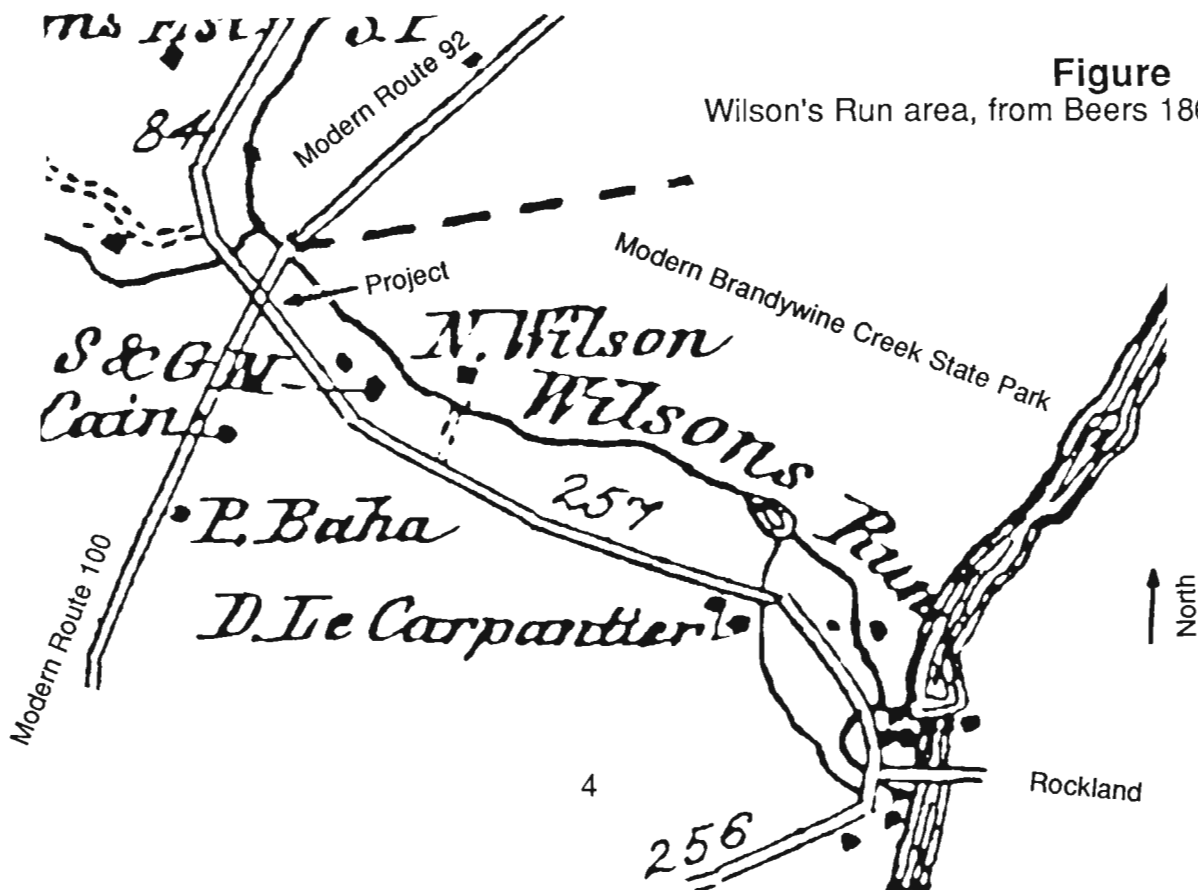 Figure
Wilson's Run area, from Beers 186
Modern Route 92
84
Modern Brandywine Creek State Park
Project
N. Wilson
S & G W
Cain
Wilsons Run
257
P. Baha
Modern Route 100
D. Le Carpantier
North
4
Rockland
256